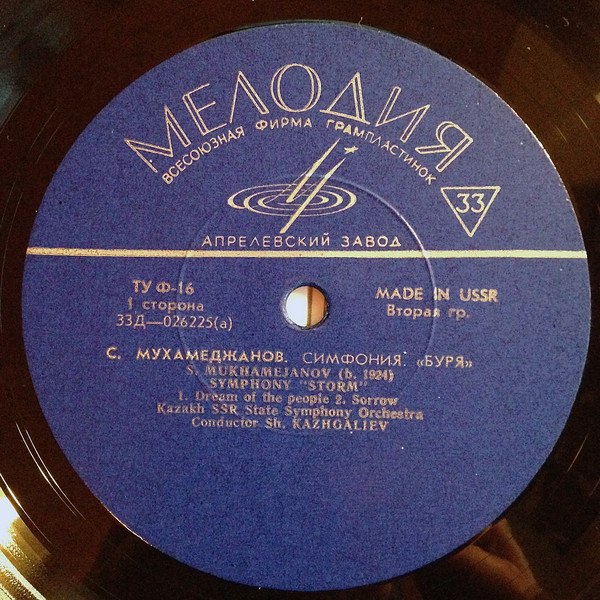 МЕЛОДИЯ
ВСЕСОЮЗНАЯ ФИРМА ГРАМПЛАСТИНОК
33
АПРЕЛЕВСКИЙ ЗАВОД
ТУ Ф-16
1 сторона
33Д—026225(а)
MADE IN USSR
Вторая гр.
С. МУХАМЕДЖАНОВ. СИМФОНИЯ: «БУРЯ»
S. MUKHAMEJANOV (b. 1924)
SYMPHONY "STORM"
1. Dream of the people 2. Sorrow
Kazakh SSR State Symphony Orchestra
Conductor Sh. KAZHGALIEV